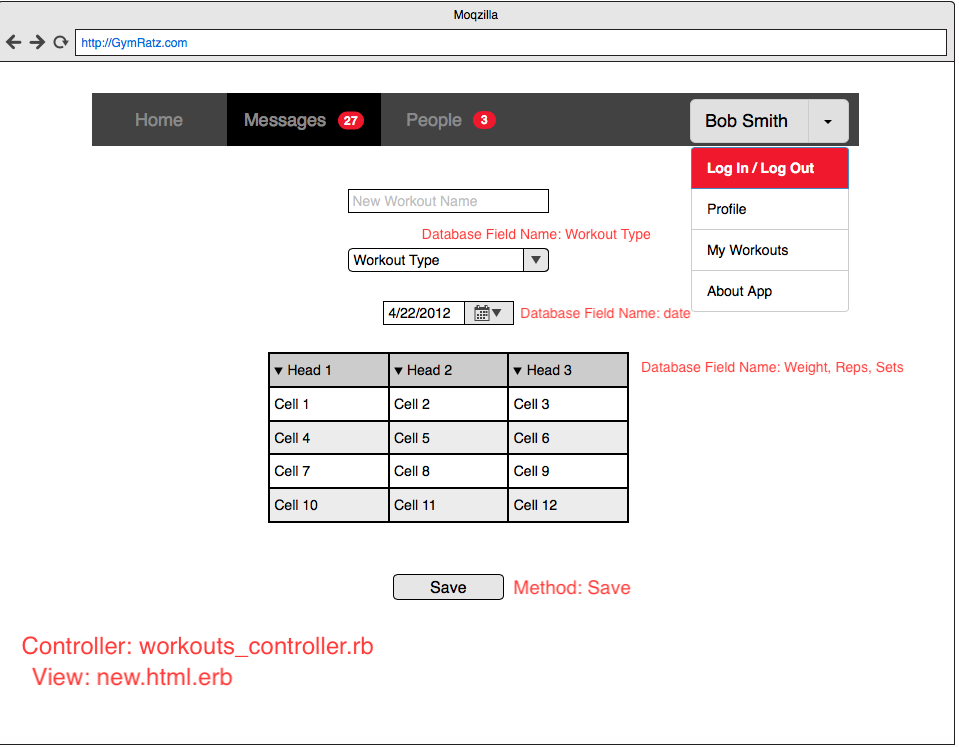 Moqzilla
http://GymRatz.com
Home Messages 27 People 3 Bob Smith
Log In / Log Out
Profile
My Workouts
About App
New Workout Name
Database Field Name: Workout Type
Workout Type
4/22/2012 Database Field Name: date
Database Field Name: Weight, Reps, Sets
Head 1 Head 2 Head 3
Cell 1 Cell 2 Cell 3
Cell 4 Cell 5 Cell 6
Cell 7 Cell 8 Cell 9
Cell 10 Cell 11 Cell 12
Save Method: Save
Controller: workouts_controller.rb
View: new.html.erb